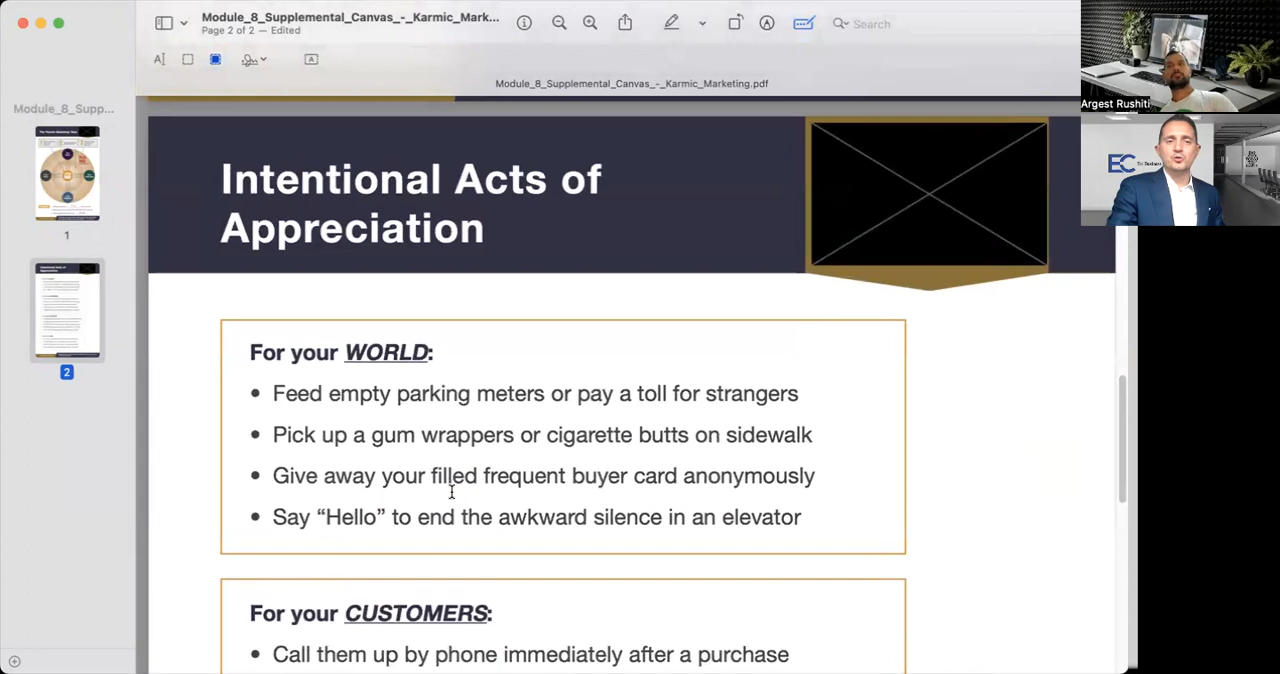 Module_8_Supplemental_Canvas_-_Karmic_Mark...
Page 2 of 2 — Edited
Search
Module_8_Supplemental_Canvas_-_Karmic_Marketing.pdf
Argest Rushiti
EC
Module_8_Supp...
1
2
Intentional Acts of
Appreciation
For your WORLD:
• Feed empty parking meters or pay a toll for strangers
• Pick up a gum wrappers or cigarette butts on sidewalk
• Give away your filled frequent buyer card anonymously
• Say “Hello” to end the awkward silence in an elevator
For your CUSTOMERS:
• Call them up by phone immediately after a purchase